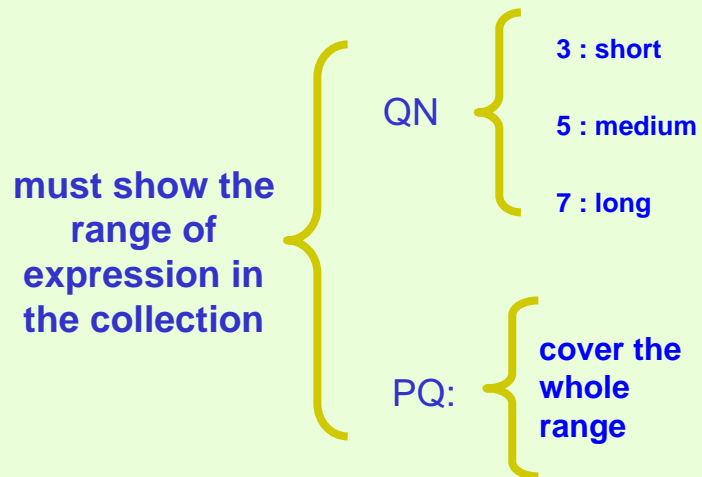 must show the
range of
expression in
the collection
QN
3 : short
5 : medium
7 : long
PQ:
cover the
whole
range